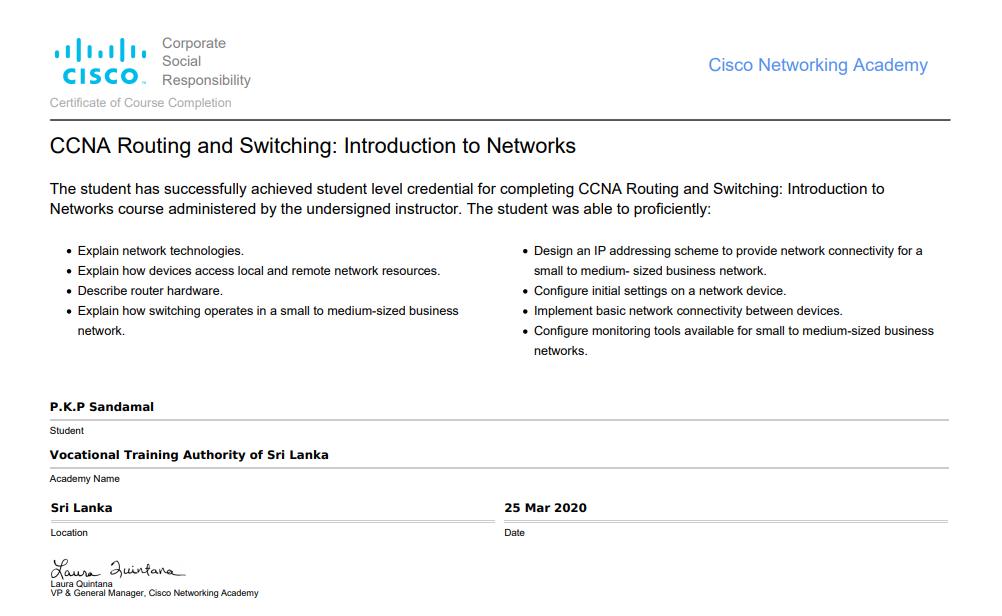 CISCO
Corporate
Social
Responsibility
Cisco Networking Academy
Certificate of Course Completion
CCNA Routing and Switching: Introduction to Networks
The student has successfully achieved student level credential for completing CCNA Routing and Switching: Introduction to
Networks course administered by the undersigned instructor. The student was able to proficiently:
• Explain network technologies.
• Explain how devices access local and remote network resources.
• Describe router hardware.
• Explain how switching operates in a small to medium-sized business
network.
• Design an IP addressing scheme to provide network connectivity for a
small to medium- sized business network.
• Configure initial settings on a network device.
• Implement basic network connectivity between devices.
• Configure monitoring tools available for small to medium-sized business
networks.
P.K.P Sandamal
Student
Vocational Training Authority of Sri Lanka
Academy Name
Sri Lanka
Location
25 Mar 2020
Date
Laura Quintana
Laura Quintana
VP & General Manager, Cisco Networking Academy